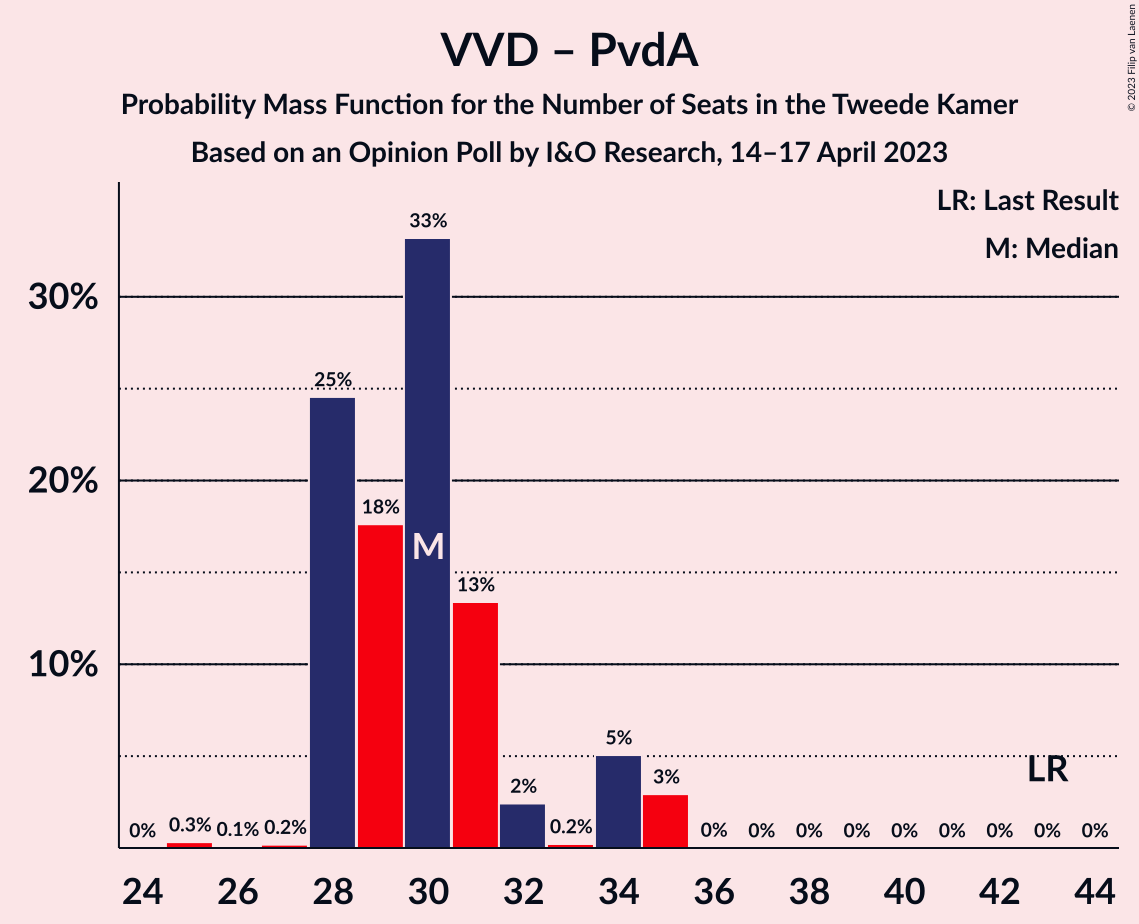 VVD – PvdA
Probability Mass Function for the Number of Seats in the Tweede Kamer
Based on an Opinion Poll by I&O Research, 14–17 April 2023
© 2023 Filip van Laenen
LR: Last Result
M: Median
30%
20%
10%
0%
0.3%
0.1%
0.2%
25%
18%
33%
M
13%
2%
0.2%
5%
3%
0%
0%
0%
0%
0%
0%
0%
0%
0%
LR
24 26 28 30 32 34 36 38 40 42 44